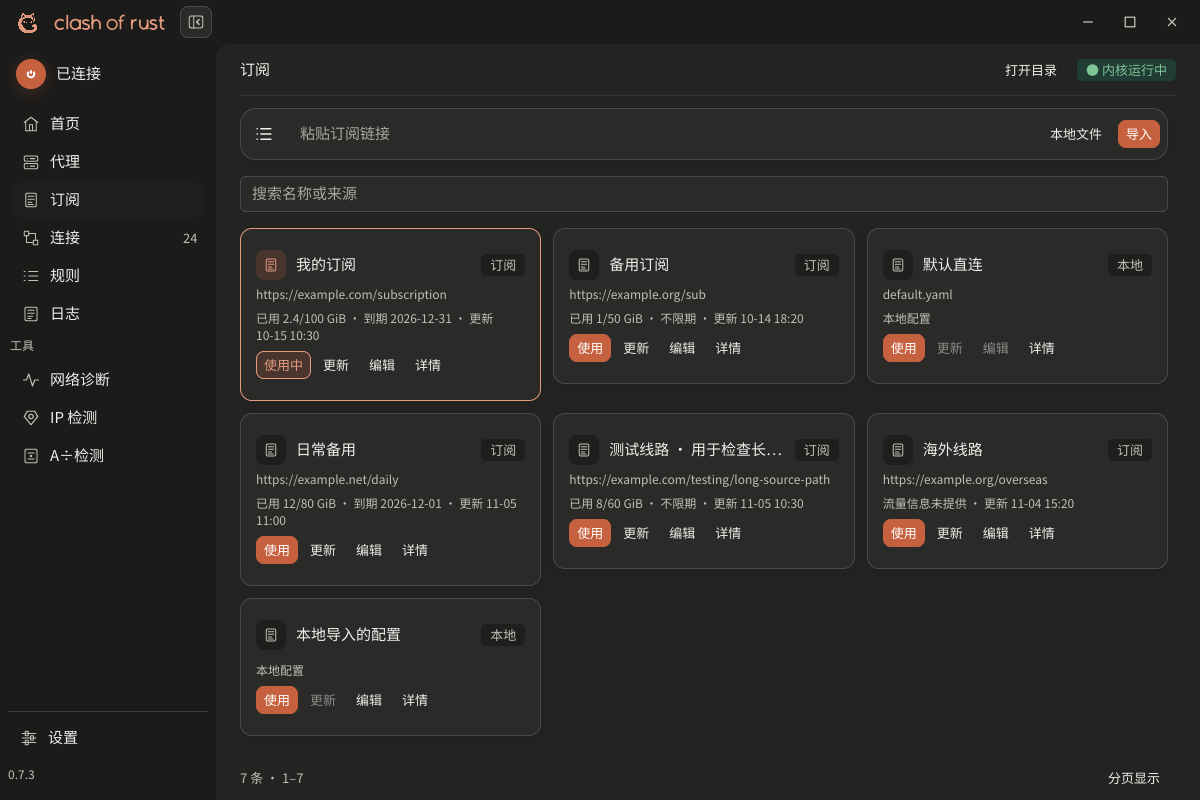 clash of rust
已连接
首页
代理
订阅
连接 24
规则
日志
工具
网络诊断
IP 检测
A÷检测
设置
0.7.3
订阅
打开目录
内核运行中
粘贴订阅链接
本地文件
导入
搜索名称或来源
我的订阅 订阅
https://example.com/subscription
已用 2.4/100 GiB · 到期 2026-12-31 · 更新
10-15 10:30
使用中 更新 编辑 详情
备用订阅 订阅
https://example.org/sub
已用 1/50 GiB · 不限期 · 更新 10-14 18:20
使用 更新 编辑 详情
默认直连 本地
default.yaml
本地配置
使用 更新 编辑 详情
日常备用 订阅
https://example.net/daily
已用 12/80 GiB · 到期 2026-12-01 · 更新 11-05
11:00
使用 更新 编辑 详情
测试线路 · 用于检查长… 订阅
https://example.com/testing/long-source-path
已用 8/60 GiB · 不限期 · 更新 11-05 10:30
使用 更新 编辑 详情
海外线路 订阅
https://example.org/overseas
流量信息未提供 · 更新 11-04 15:20
使用 更新 编辑 详情
本地导入的配置 本地
本地配置
使用 更新 编辑 详情
7 条 · 1–7
分页显示